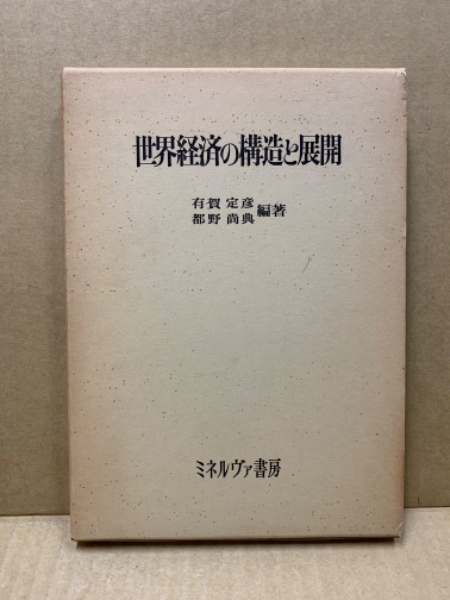 世界経済の構造と展開
有賀定彦
都野尚典 編著
ミネルヴァ書房